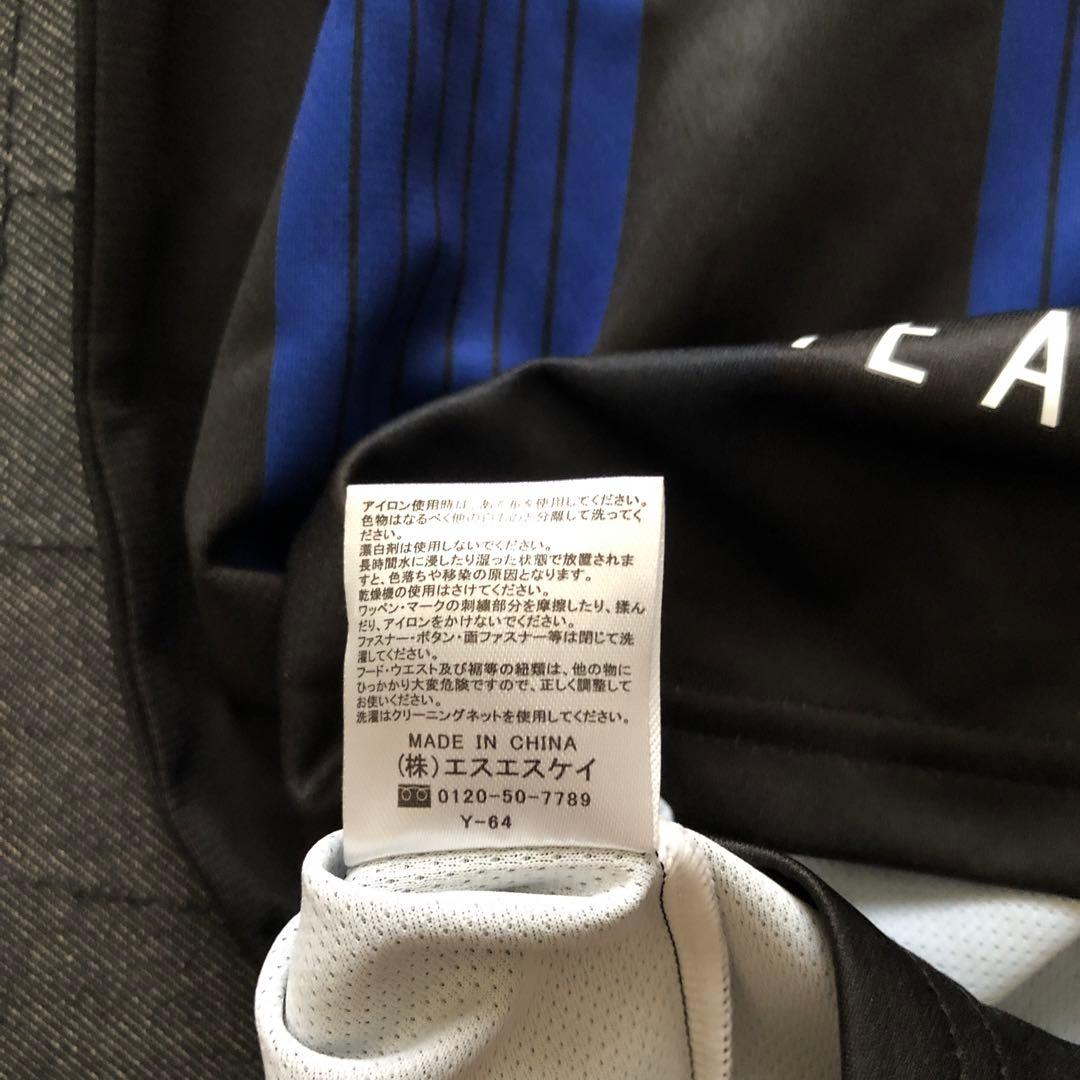 EA
アイロン使用時は、あて布を使用してください。
色物はなるべく他の白ものと分離して洗ってく
ださい。
漂白剤は使用しないでください。
長時間水に浸したり湿った状態で放置されま
すと、色落ちや移染の原因となります。
乾燥機の使用はさけてください。
ワッペン・マークの刺繍部分を摩擦したり、揉ん
だり、アイロンをかけないでください。
ファスナー・ボタン・面ファスナー等は閉じて洗
濯してください。
フード・ウエスト及び裾等の紐類は、他の物に
ひっかかり大変危険ですので、正しく調整して
お使いください。
洗濯はクリーニングネットを使用してください。
MADE IN CHINA
(株)エスエスケイ
0120-50-7789
Y-64